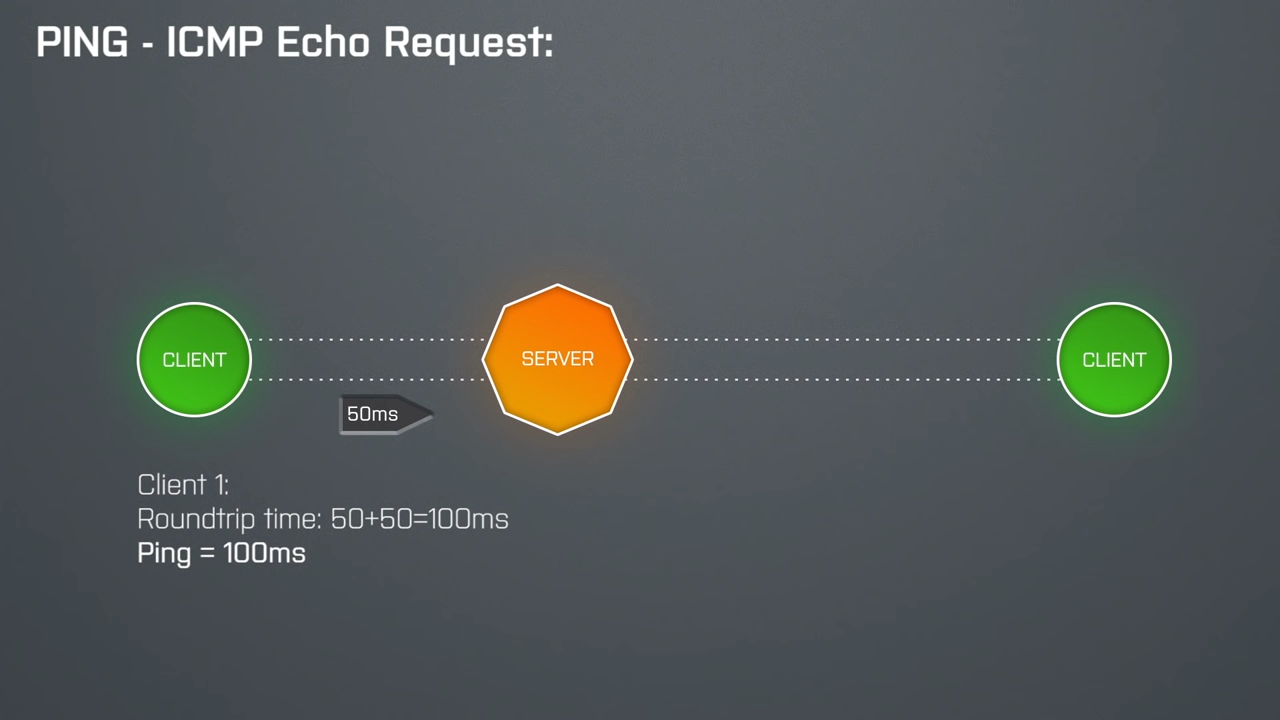 PING - ICMP Echo Request:
CLIENT
SERVER
CLIENT
50ms
Client 1:
Roundtrip time: 50+50=100ms
Ping = 100ms